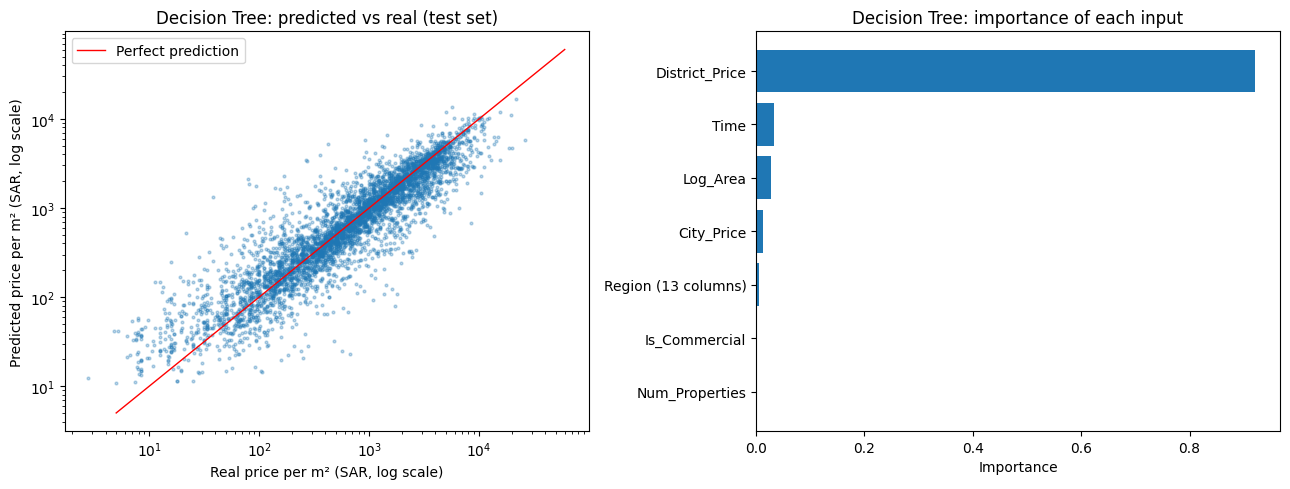 Decision Tree: predicted vs real (test set)
Perfect prediction
Predicted price per m² (SAR, log scale)
10⁴
10³
10²
10¹
10¹ 10² 10³ 10⁴
Real price per m² (SAR, log scale)
Decision Tree: importance of each input
District_Price
Time
Log_Area
City_Price
Region (13 columns)
Is_Commercial
Num_Properties
0.0 0.2 0.4 0.6 0.8
Importance